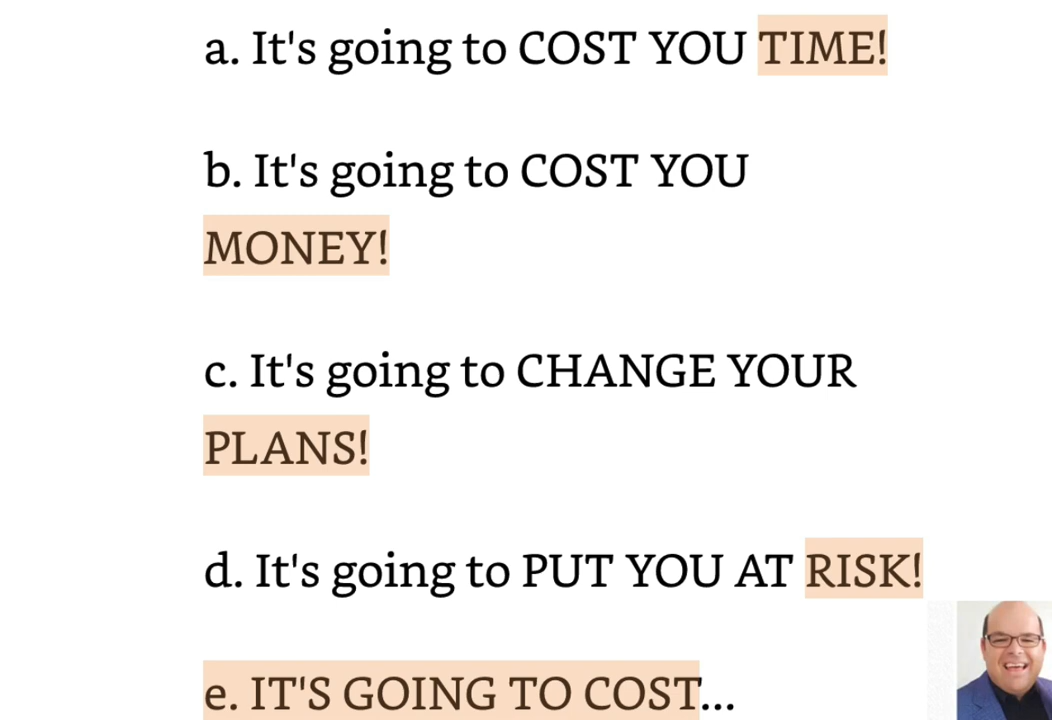 a. It's going to COST YOU TIME!
b. It's going to COST YOU
MONEY!
c. It's going to CHANGE YOUR
PLANS!
d. It's going to PUT YOU AT RISK!
e. IT'S GOING TO COST...